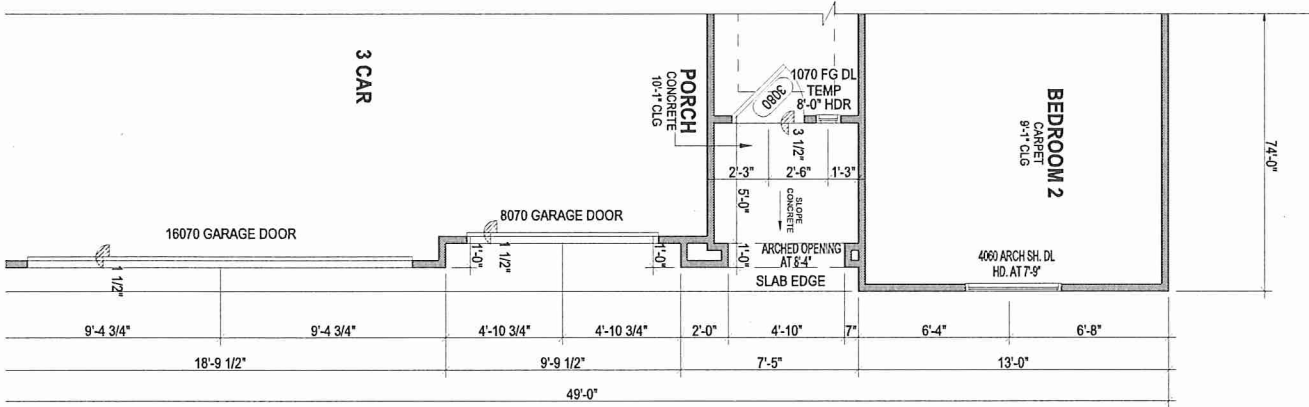 3 CAR
PORCH
CONCRETE
10'-1" CLG
1070 FG DL
TEMP
8'-0" HDR
3080
3 1/2"
BEDROOM 2
CARPET
9'-1" CLG
74'-0"
2'-3" 2'-6" 1'-3"
5'-0"
SLOPE
CONCRETE
16070 GARAGE DOOR
8070 GARAGE DOOR
1 1/2"
1 1/2"
1'-0"
1'-0"
1'-0"
ARCHED OPENING
AT 8'-4"
SLAB EDGE
4060 ARCH SH. DL
HD. AT 7'-9"
9'-4 3/4" 9'-4 3/4" 4'-10 3/4" 4'-10 3/4" 2'-0" 4'-10" 7" 6'-4" 6'-8"
18'-9 1/2" 9'-9 1/2" 7'-5" 13'-0"
49'-0"